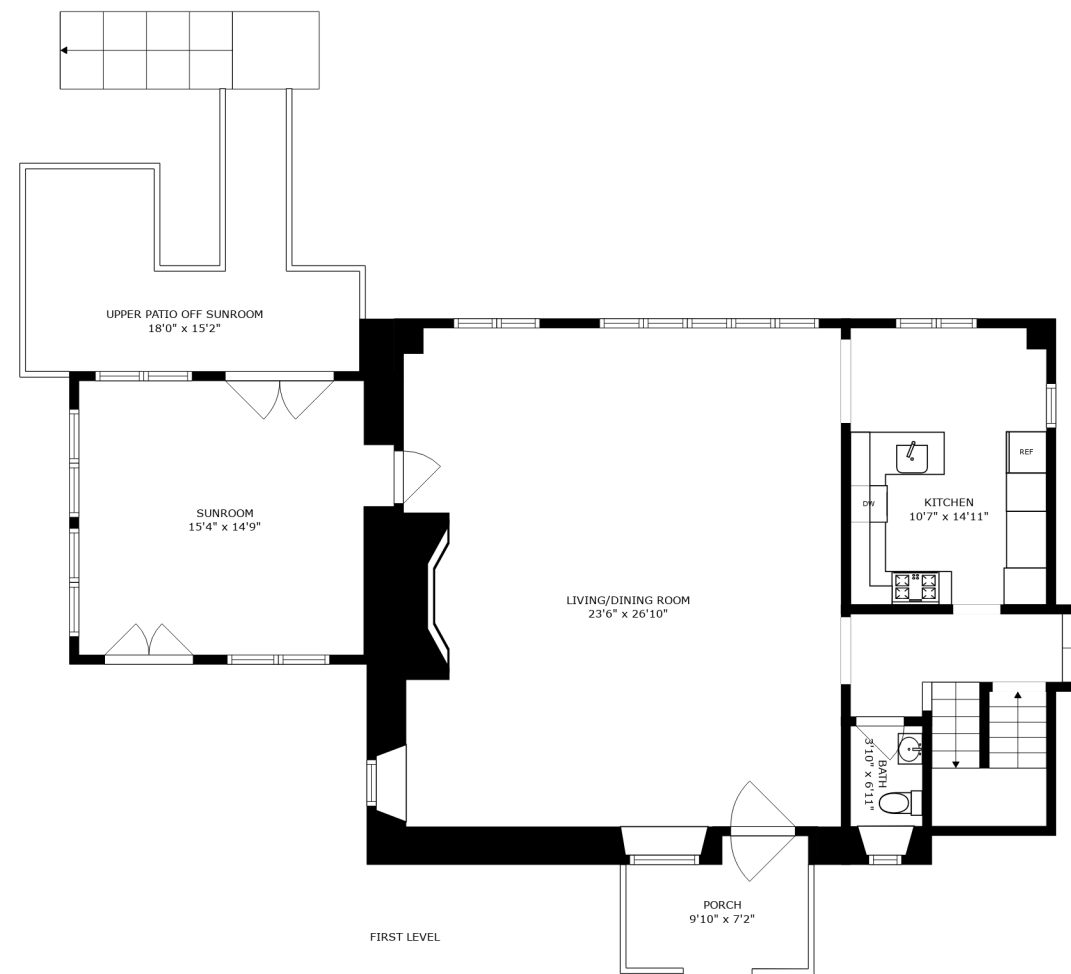 UPPER PATIO OFF SUNROOM
18'0" x 15'2"
REF
KITCHEN
10'7" x 14'11"
DW
SUNROOM
15'4" x 14'9"
LIVING/DINING ROOM
23'6" x 26'10"
BATH
3'10" x 6'11"
PORCH
9'10" x 7'2"
FIRST LEVEL